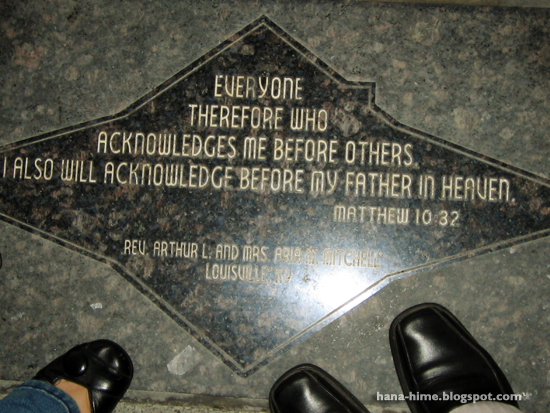 EVERYONE
THEREFORE WHO
ACKNOWLEDGES ME BEFORE OTHERS,
I ALSO WILL ACKNOWLEDGE BEFORE MY FATHER IN HEAVEN.
MATTHEW 10:32
REV. ARTHUR L. AND MRS. MITCHELL
LOUISVILLE, KY
hana-hime.blogspot.com